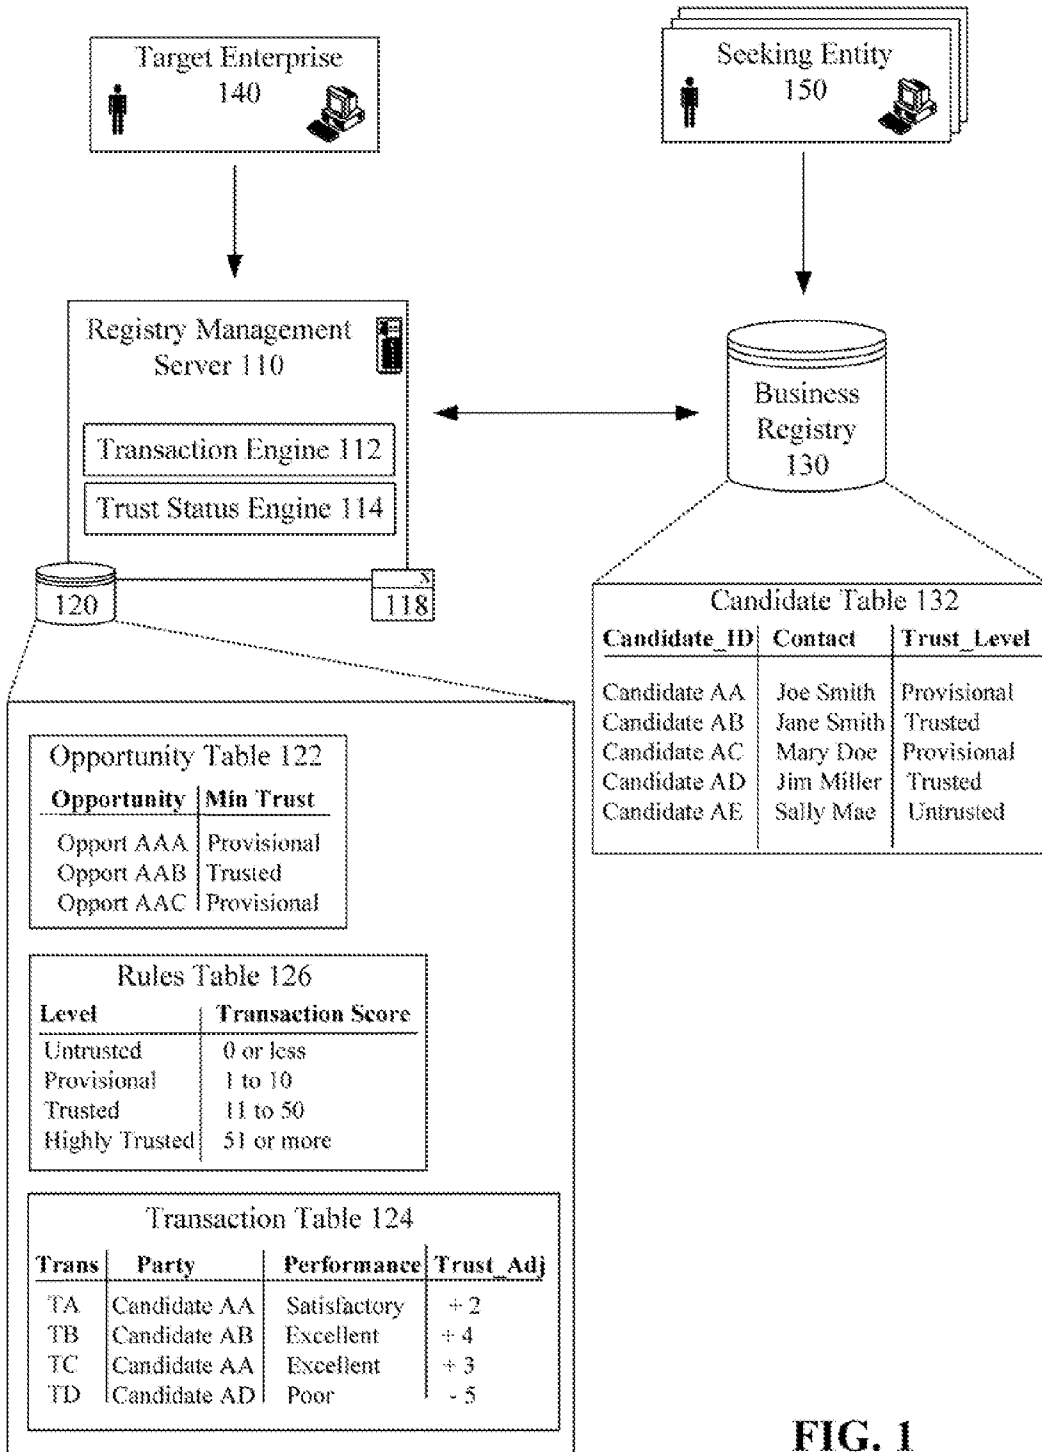 Target Enterprise
140
Seeking Entity
150
Registry Management
Server 110
Transaction Engine 112
Trust Status Engine 114
120
118
Business
Registry
130
Candidate Table 132
Candidate_ID Contact Trust_Level
Candidate AA Joe Smith Provisional
Candidate AB Jane Smith Trusted
Candidate AC Mary Doe Provisional
Candidate AD Jim Miller Trusted
Candidate AE Sally Mae Untrusted
Opportunity Table 122
Opportunity Min Trust
Opport AAA Provisional
Opport AAB Trusted
Opport AAC Provisional
Rules Table 126
Level Transaction Score
Untrusted 0 or less
Provisional 1 to 10
Trusted 11 to 50
Highly Trusted 51 or more
Transaction Table 124
Trans Party Performance Trust_Adj
TA Candidate AA Satisfactory + 2
TB Candidate AB Excellent + 4
TC Candidate AA Excellent + 3
TD Candidate AD Poor - 5
FIG. 1